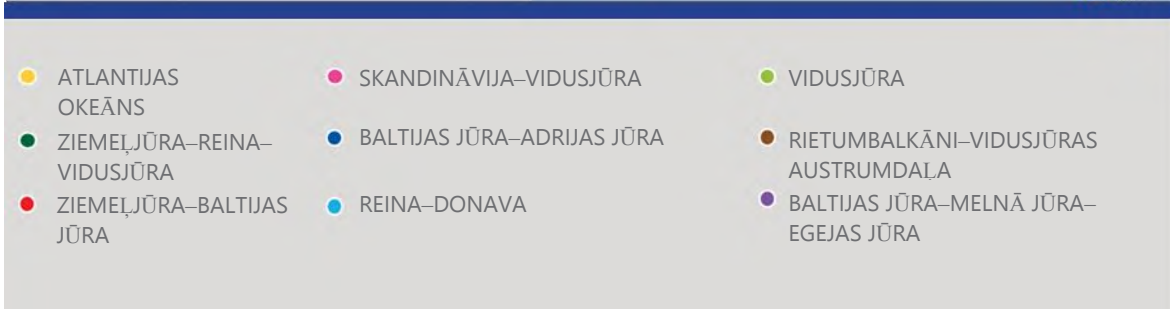 ATLANTIJAS
OKEĀNS
ZIEMEĻJŪRA–REINA–
VIDUSJŪRA
ZIEMEĻJŪRA–BALTIJAS
JŪRA
SKANDINĀVIJA–VIDUSJŪRA
BALTIJAS JŪRA–ADRIJAS JŪRA
REINA–DONAVA
VIDUSJŪRA
RIETUMBALKĀNI–VIDUSJŪRAS
AUSTRUMDAĻA
BALTIJAS JŪRA–MELNĀ JŪRA–
EGEJAS JŪRA